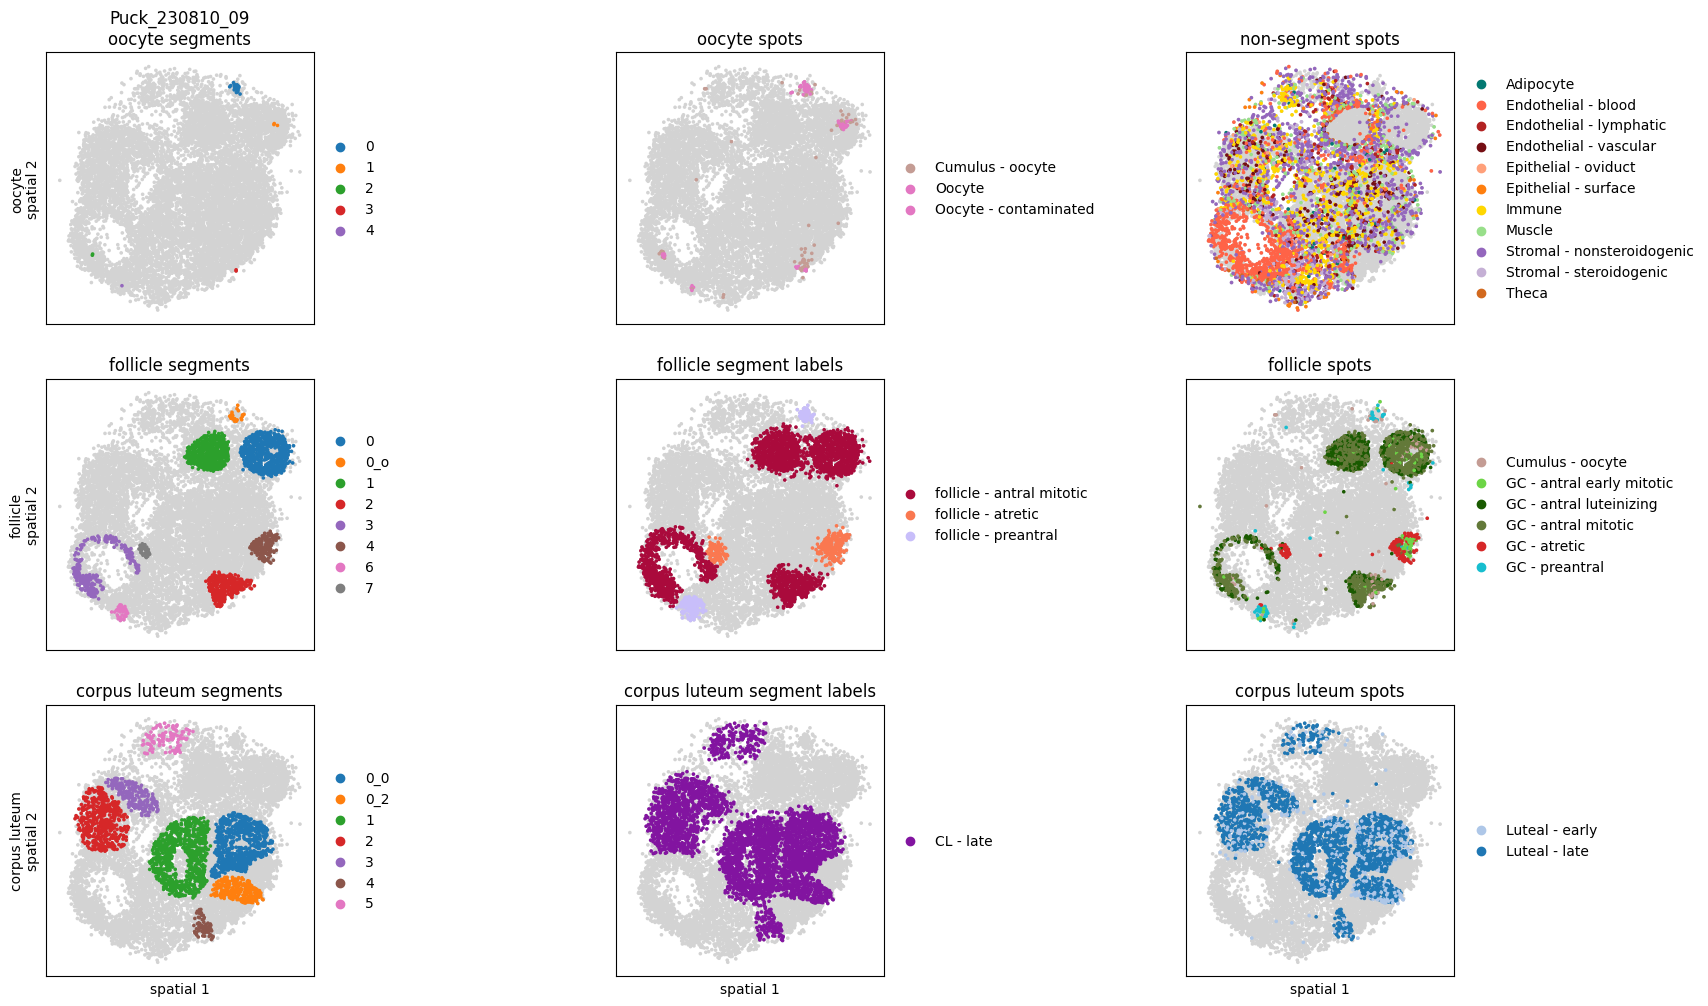 Puck_230810_09
oocyte segments
oocyte
spatial 2
0
1
2
3
4
oocyte spots
Cumulus - oocyte
Oocyte
Oocyte - contaminated
non-segment spots
Adipocyte
Endothelial - blood
Endothelial - lymphatic
Endothelial - vascular
Epithelial - oviduct
Epithelial - surface
Immune
Muscle
Stromal - nonsteroidogenic
Stromal - steroidogenic
Theca
follicle segments
follicle
spatial 2
0
0_o
1
2
3
4
6
7
follicle segment labels
follicle - antral mitotic
follicle - atretic
follicle - preantral
follicle spots
Cumulus - oocyte
GC - antral early mitotic
GC - antral luteinizing
GC - antral mitotic
GC - atretic
GC - preantral
corpus luteum segments
corpus luteum
spatial 2
spatial 1
0_0
0_2
1
2
3
4
5
corpus luteum segment labels
spatial 1
CL - late
corpus luteum spots
spatial 1
Luteal - early
Luteal - late